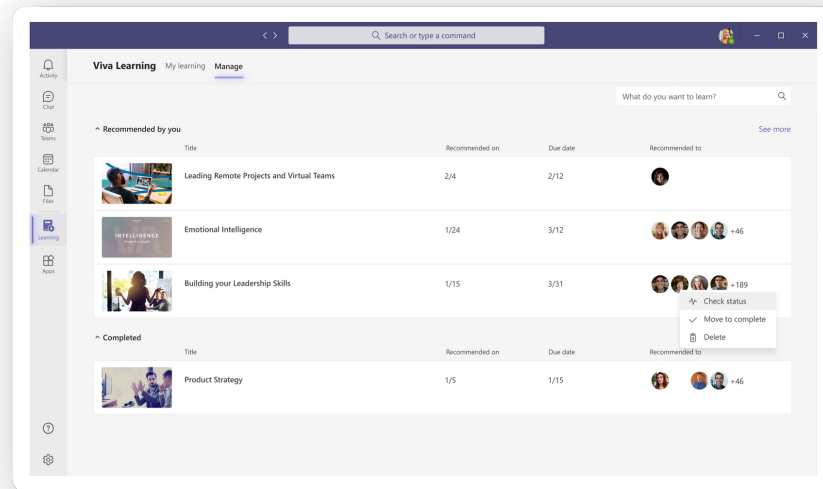 Search or type a command
Activity
Chat
Teams
Calendar
Files
Learning
Apps
Viva Learning My learning Manage
What do you want to learn?
Recommended by you See more
Title Recommended on Due date Recommended to
Leading Remote Projects and Virtual Teams 2/4 2/12
INTELLIGENCE
Emotional Intelligence 1/24 3/12 +46
Building your Leadership Skills 1/15 3/31 +189
Check status
Move to complete
Delete
Completed
Title Recommended on Due date Recommended to
Product Strategy 1/5 1/15 +46